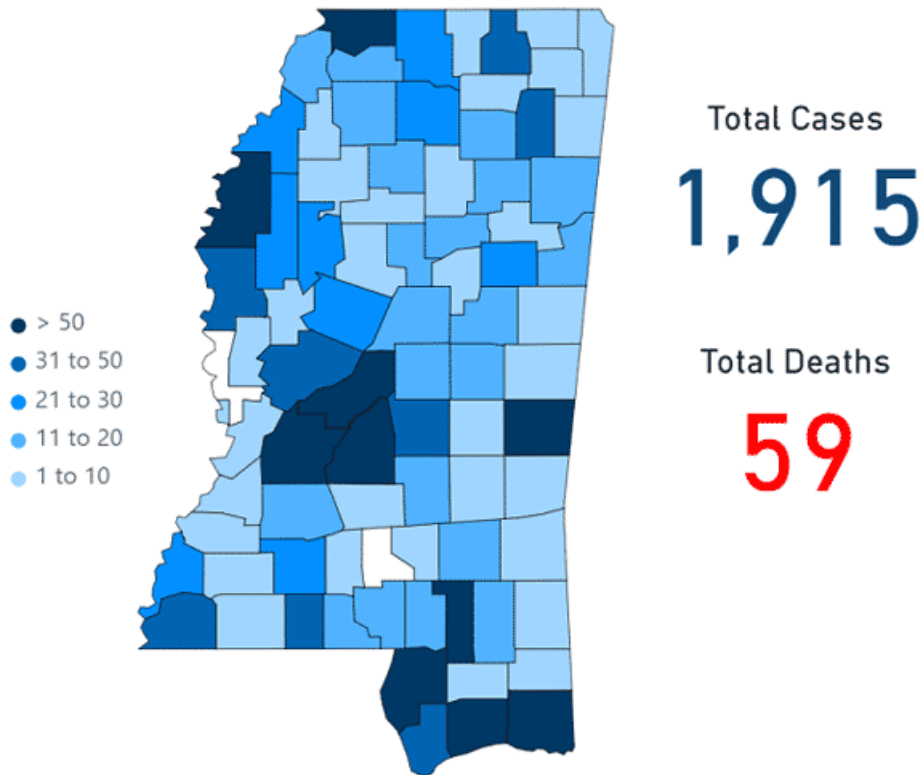 Total Cases
1,915
> 50
31 to 50
21 to 30
11 to 20
1 to 10
Total Deaths
59